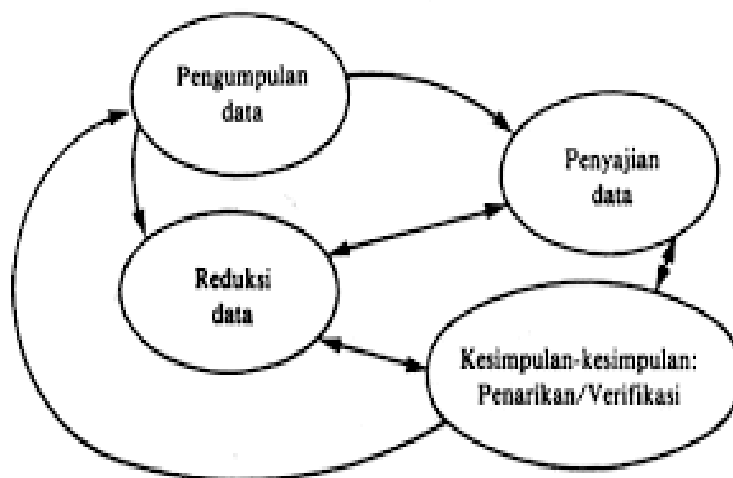 Pengumpulan
data
Penyajian
data
Reduksi
data
Kesimpulan-kesimpulan:
Penarikan/Verifikasi